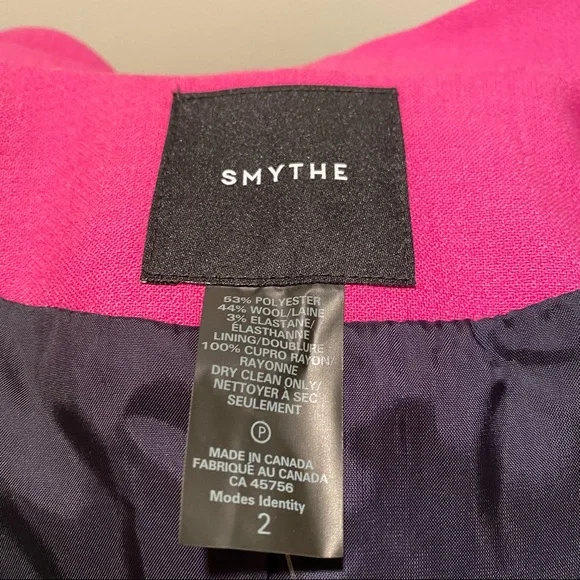 SMYTHE
53% POLYESTER
44% WOOL/LAINE
3% ELASTANE/
ÉLASTHANNE
LINING/DOUBLURE
100% CUPRO RAYON/
RAYONNE
DRY CLEAN ONLY/
NETTOYER À SEC
SEULEMENT
P
MADE IN CANADA
FABRIQUÉ AU CANADA
CA 45756
Modes Identity
2